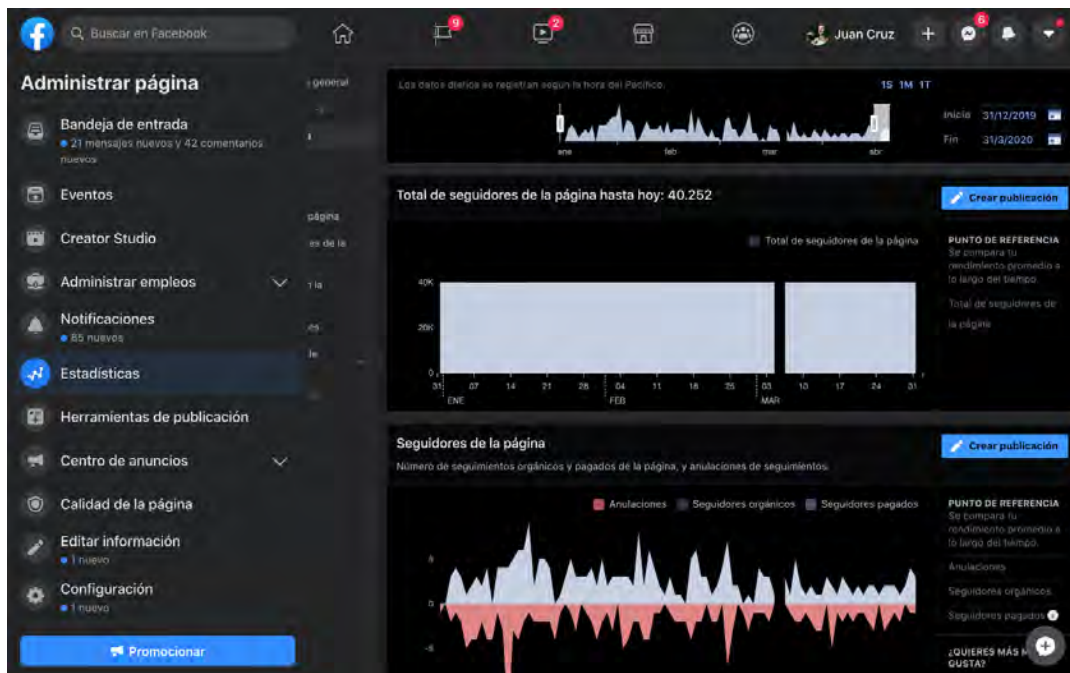 Buscar en Facebook
9
2
Juan Cruz
6
Administrar página
Bandeja de entrada
21 mensajes nuevos y 42 comentarios
nuevos
Eventos
Creator Studio
Administrar empleos
Notificaciones
85 nuevos
Estadísticas
Herramientas de publicación
Centro de anuncios
Calidad de la página
Editar información
1 nuevo
Configuración
1 nuevo
Promocionar
general
página
es de la
Los datos diarios se registran según la hora del Pacífico.
1S 1M 1T
ene feb mar abr
Inicio 31/12/2019
Fin 31/3/2020
Total de seguidores de la página hasta hoy: 40.252
Crear publicación
Total de seguidores de la página
40K
20K
0
31 07 14 21 28 04 11 18 25 03 10 17 24 31
ENE FEB MAR
PUNTO DE REFERENCIA
Se compara tu
rendimiento promedio a
lo largo del tiempo.
Total de seguidores de
la página
Seguidores de la página
Número de seguimientos orgánicos y pagados de la página, y anulaciones de seguimientos.
Crear publicación
Anulaciones Seguidores orgánicos Seguidores pagados
0
PUNTO DE REFERENCIA
Se compara tu
rendimiento promedio a
lo largo del tiempo.
Anulaciones
Seguidores orgánicos
Seguidores pagados
¿QUIERES MÁS
GUSTA?